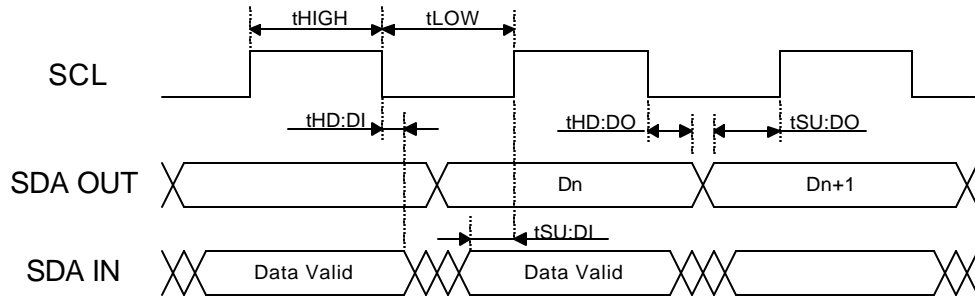 tHIGH tLOW
SCL
tHD:DI tHD:DO tSU:DO
SDA OUT Dn Dn+1
tSU:DI
SDA IN Data Valid Data Valid